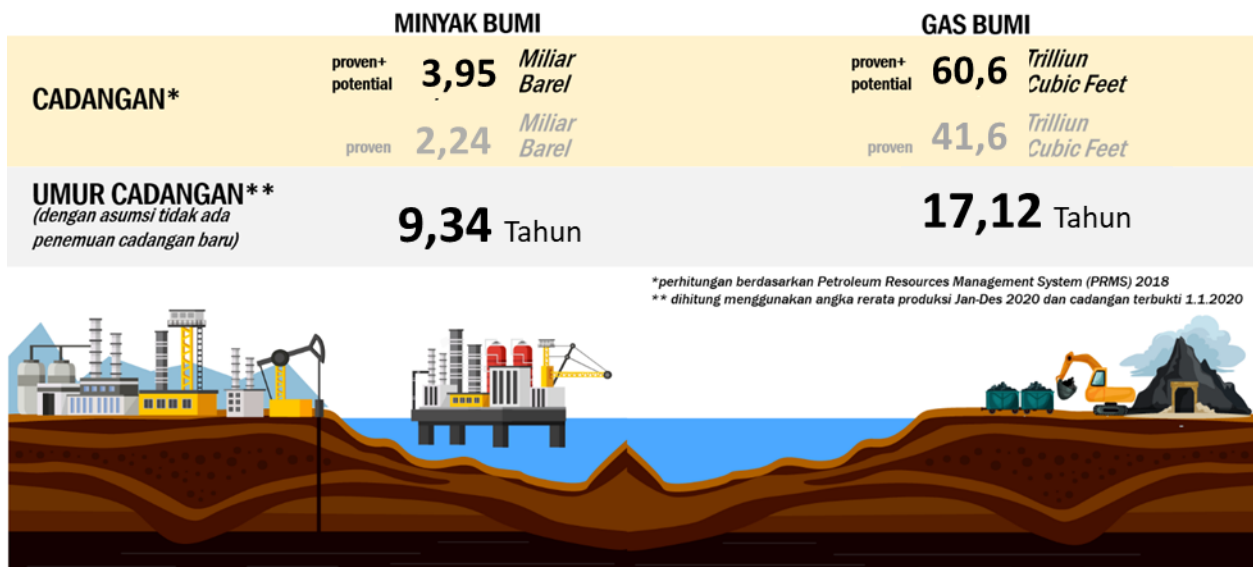 MINYAK BUMI
GAS BUMI
CADANGAN*
proven+
potential
3,95
Miliar
Barel
proven
2,24
Miliar
Barel
proven+
potential
60,6
Trilliun
Cubic Feet
proven
41,6
Trilliun
Cubic Feet
UMUR CADANGAN**
(dengan asumsi tidak ada
penemuan cadangan baru)
9,34 Tahun
17,12 Tahun
*perhitungan berdasarkan Petroleum Resources Management System (PRMS) 2018
** dihitung menggunakan angka rerata produksi Jan-Des 2020 dan cadangan terbukti 1.1.2020